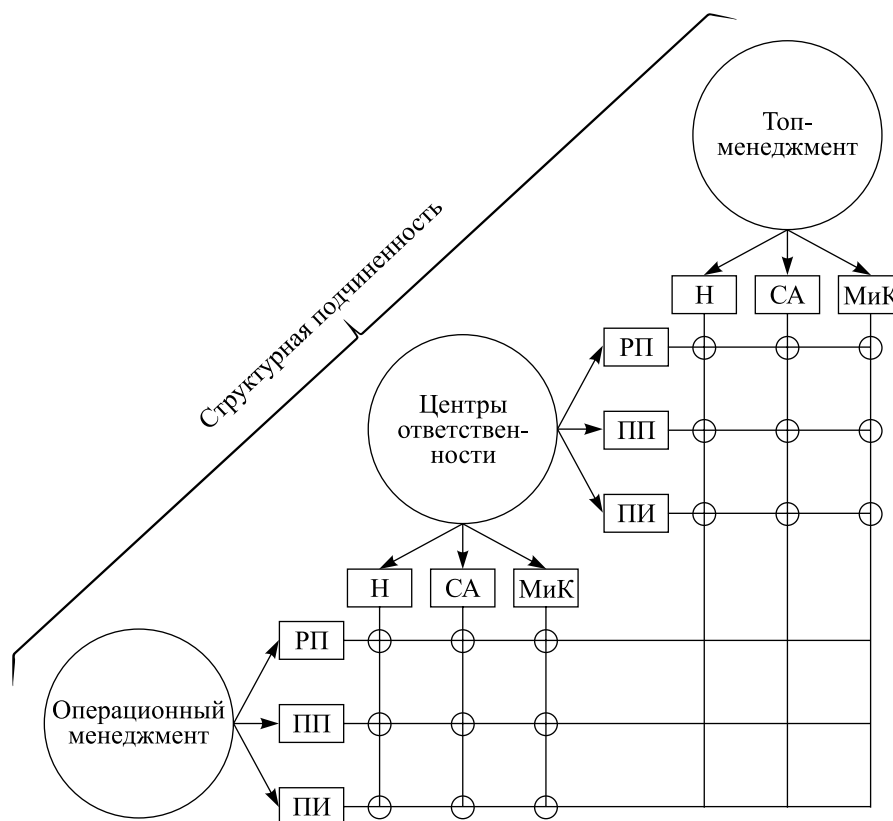 Топ-
менеджмент
Структурная подчиненность
Н СА МиК
РП
Центры
ответствен-
ности
ПП
ПИ
Н СА МиК
РП
Операционный
менеджмент
ПП
ПИ